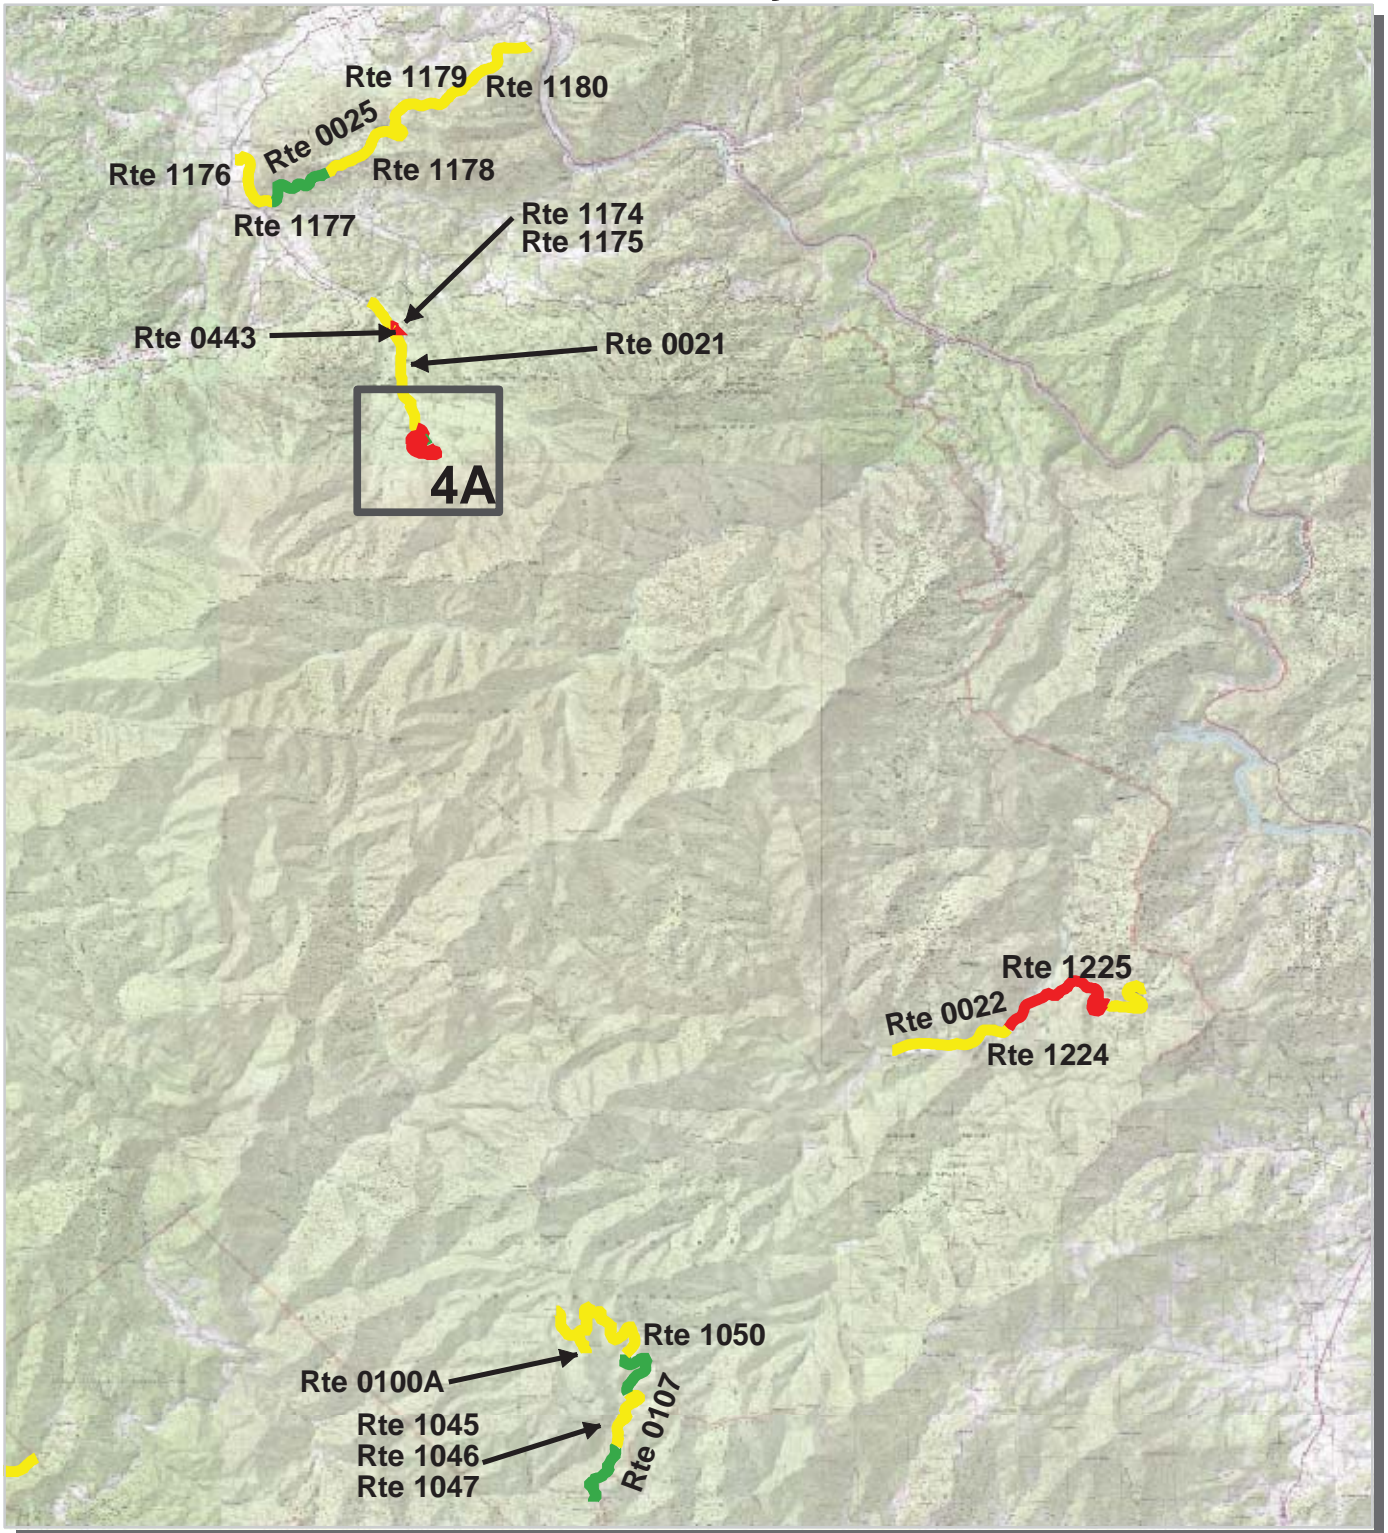 Rte 1179
Rte 1180
Rte 0025
Rte 1176
Rte 1178
Rte 1177
Rte 1174
Rte 1175
Rte 0443
Rte 0021
4A
Rte 1225
Rte 0022
Rte 1224
Rte 1050
Rte 0100A
Rte 0107
Rte 1045
Rte 1046
Rte 1047